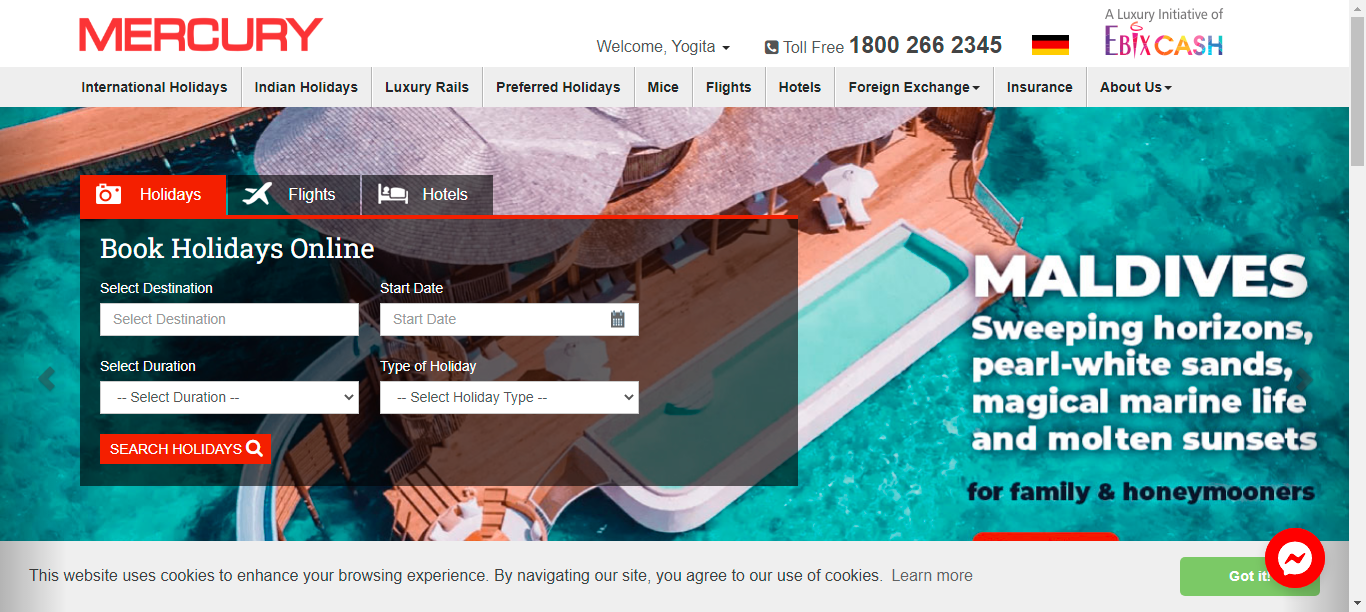 MERCURY
Welcome, Yogita
Toll Free 1800 266 2345
A Luxury Initiative of
EBIXCASH
International Holidays
Indian Holidays
Luxury Rails
Preferred Holidays
Mice
Flights
Hotels
Foreign Exchange
Insurance
About Us
Holidays
Flights
Hotels
Book Holidays Online
Select Destination
Start Date
Select Destination
Start Date
Select Duration
Type of Holiday
-- Select Duration --
-- Select Holiday Type --
SEARCH HOLIDAYS
MALDIVES
Sweeping horizons,
pearl-white sands,
magical marine life
and molten sunsets
for family & honeymooners
This website uses cookies to enhance your browsing experience. By navigating our site, you agree to our use of cookies. Learn more
Got it!